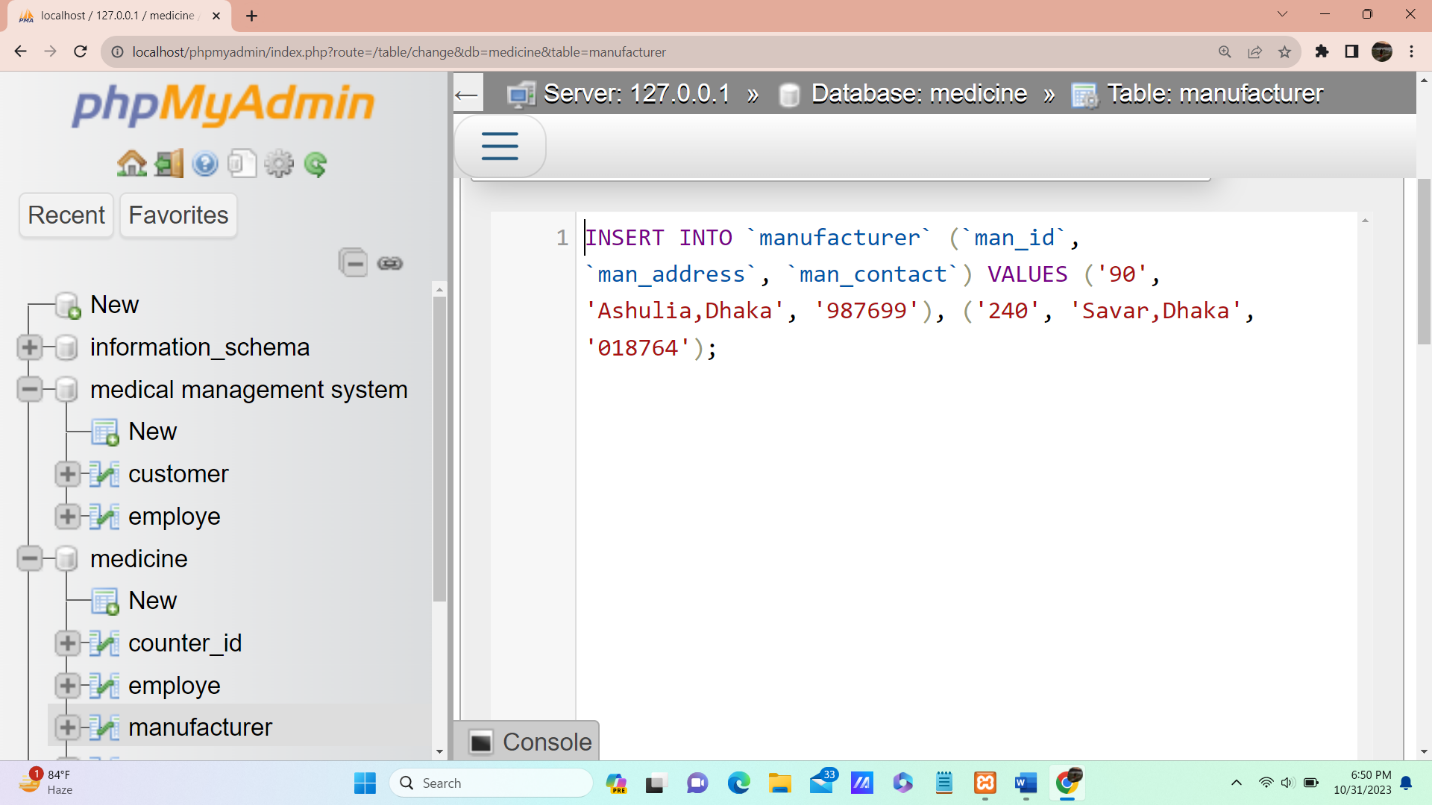 localhost / 127.0.0.1 / medicine /
localhost/phpmyadmin/index.php?route=/table/change&db=medicine&table=manufacturer
phpMyAdmin
Recent
Favorites
New
information_schema
medical management system
New
customer
employe
medicine
New
counter_id
employe
manufacturer
Server: 127.0.0.1 » Database: medicine » Table: manufacturer
1 INSERT INTO `manufacturer` (`man_id`,
`man_address`, `man_contact`) VALUES ('90',
'Ashulia,Dhaka', '987699'), ('240', 'Savar,Dhaka',
'018764');
Console
1
84°F
Haze
Search
PRE
33
6:50 PM
10/31/2023